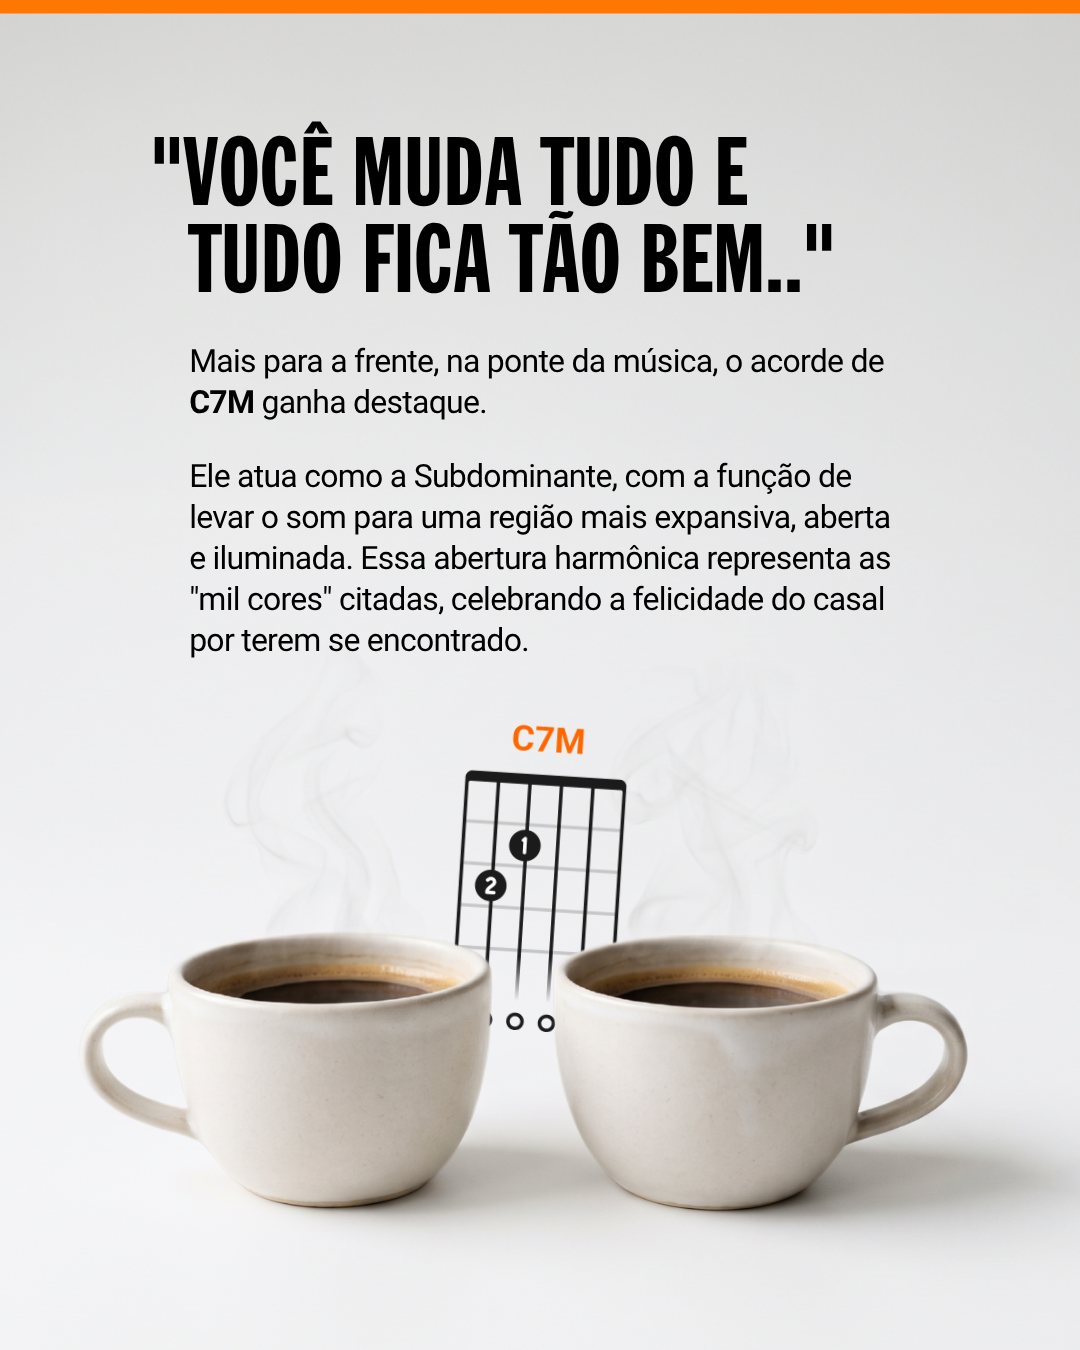 "VOCÊ MUDA TUDO E
TUDO FICA TÃO BEM.."
Mais para a frente, na ponte da música, o acorde de
C7M ganha destaque.
Ele atua como a Subdominante, com a função de
levar o som para uma região mais expansiva, aberta
e iluminada. Essa abertura harmônica representa as
"mil cores" citadas, celebrando a felicidade do casal
por terem se encontrado.
C7M
1
2